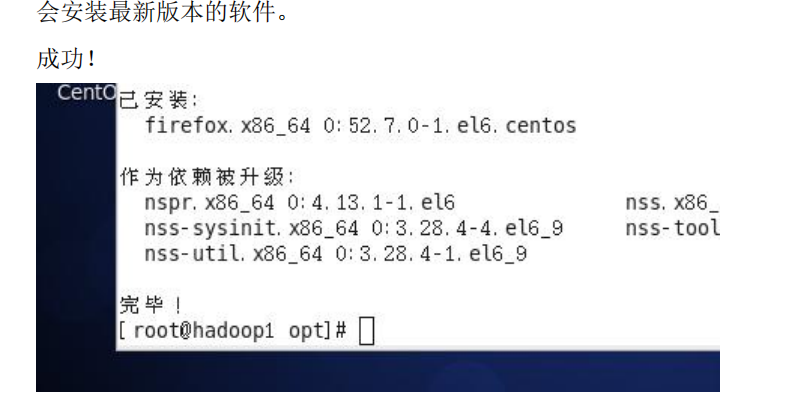 会安装最新版本的软件。
成功！
CentO
已安装:
firefox.x86_64 0:52.7.0-1.el6.centos
作为依赖被升级:
nspr.x86_64 0:4.13.1-1.el6 nss.x86_
nss-sysinit.x86_64 0:3.28.4-4.el6_9 nss-tool
nss-util.x86_64 0:3.28.4-1.el6_9
完毕！
[root@hadoop1 opt]#